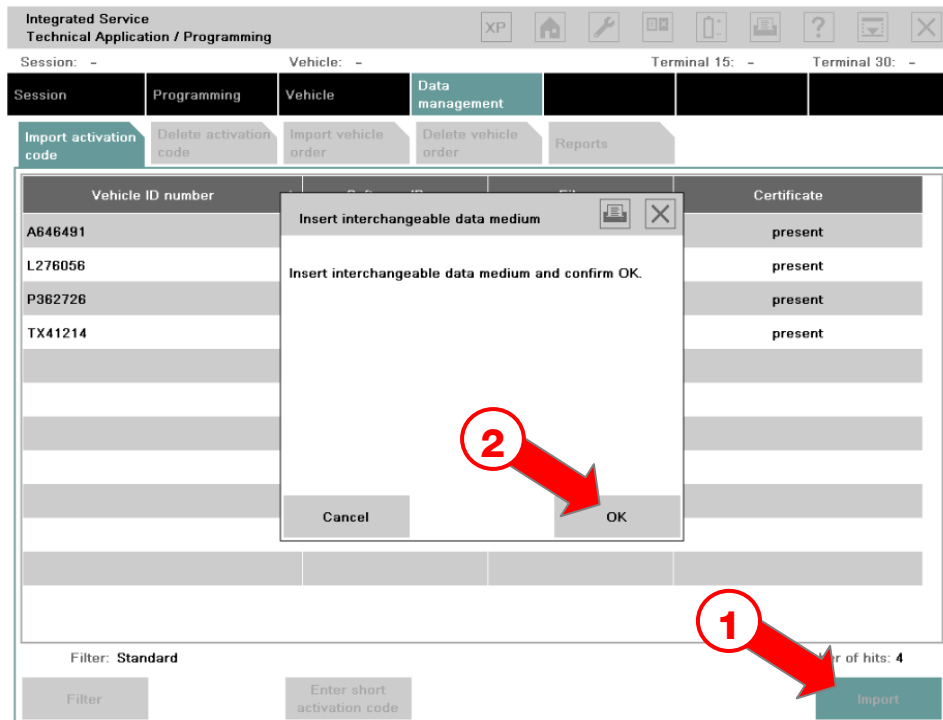 Integrated Service
Technical Application / Programming
XP
?
Session: -
Vehicle: -
Terminal 15: -
Terminal 30: -
Session
Programming
Vehicle
Data
management
Import activation
code
Delete activation
code
Import vehicle
order
Delete vehicle
order
Reports
Vehicle ID number
Certificate
Insert interchangeable data medium
A646491
present
L276056
Insert interchangeable data medium and confirm OK.
present
P362726
present
TX41214
present
2
Cancel
OK
1
Filter: Standard
of hits: 4
Filter
Enter short
activation code
Import